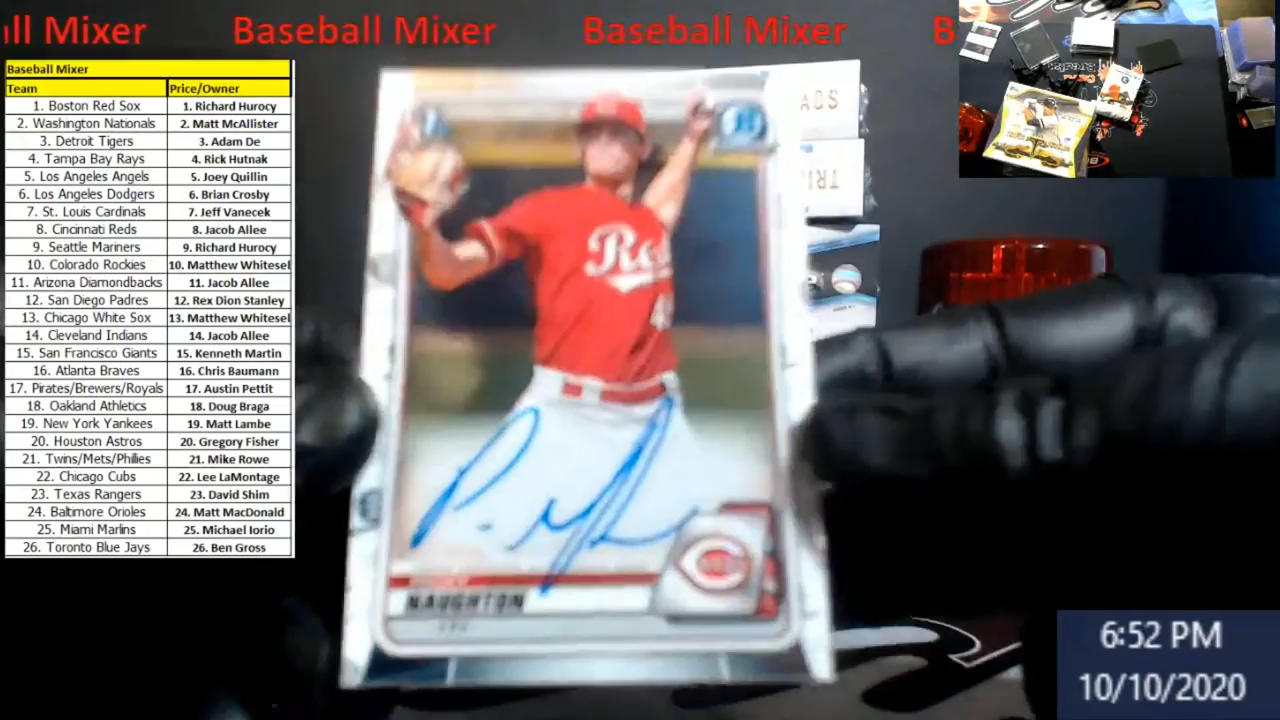 ll Mixer Baseball Mixer Baseball Mixer B
Baseball Mixer
Team Price/Owner
1. Boston Red Sox 1. Richard Hurocy
2. Washington Nationals 2. Matt McAllister
3. Detroit Tigers 3. Adam De
4. Tampa Bay Rays 4. Rick Hutnak
5. Los Angeles Angels 5. Joey Quillin
6. Los Angeles Dodgers 6. Brian Crosby
7. St. Louis Cardinals 7. Jeff Vanecek
8. Cincinnati Reds 8. Jacob Allee
9. Seattle Mariners 9. Richard Hurocy
10. Colorado Rockies 10. Matthew Whitesel
11. Arizona Diamondbacks 11. Jacob Allee
12. San Diego Padres 12. Rex Dion Stanley
13. Chicago White Sox 13. Matthew Whitesel
14. Cleveland Indians 14. Jacob Allee
15. San Francisco Giants 15. Kenneth Martin
16. Atlanta Braves 16. Chris Baumann
17. Pirates/Brewers/Royals 17. Austin Pettit
18. Oakland Athletics 18. Doug Braga
19. New York Yankees 19. Matt Lambe
20. Houston Astros 20. Gregory Fisher
21. Twins/Mets/Phillies 21. Mike Rowe
22. Chicago Cubs 22. Lee LaMontage
23. Texas Rangers 23. David Shim
24. Baltimore Orioles 24. Matt MacDonald
25. Miami Marlins 25. Michael Iorio
26. Toronto Blue Jays 26. Ben Gross
Re
NAUGHTON
REDS
6:52 PM
10/10/2020